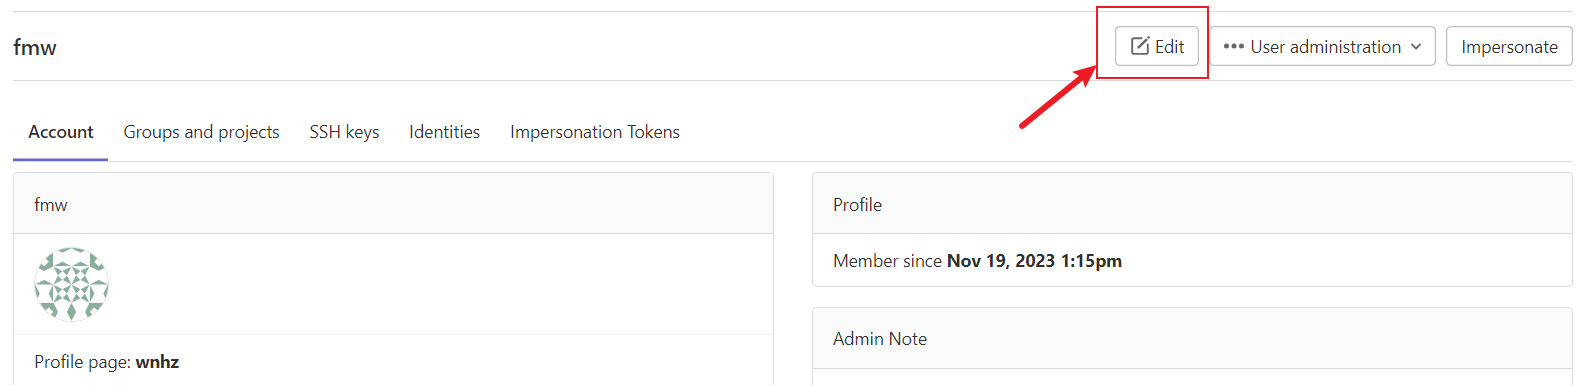 fmw
Edit
••• User administration
Impersonate
Account
Groups and projects
SSH keys
Identities
Impersonation Tokens
fmw
Profile page: wnhz
Profile
Member since Nov 19, 2023 1:15pm
Admin Note